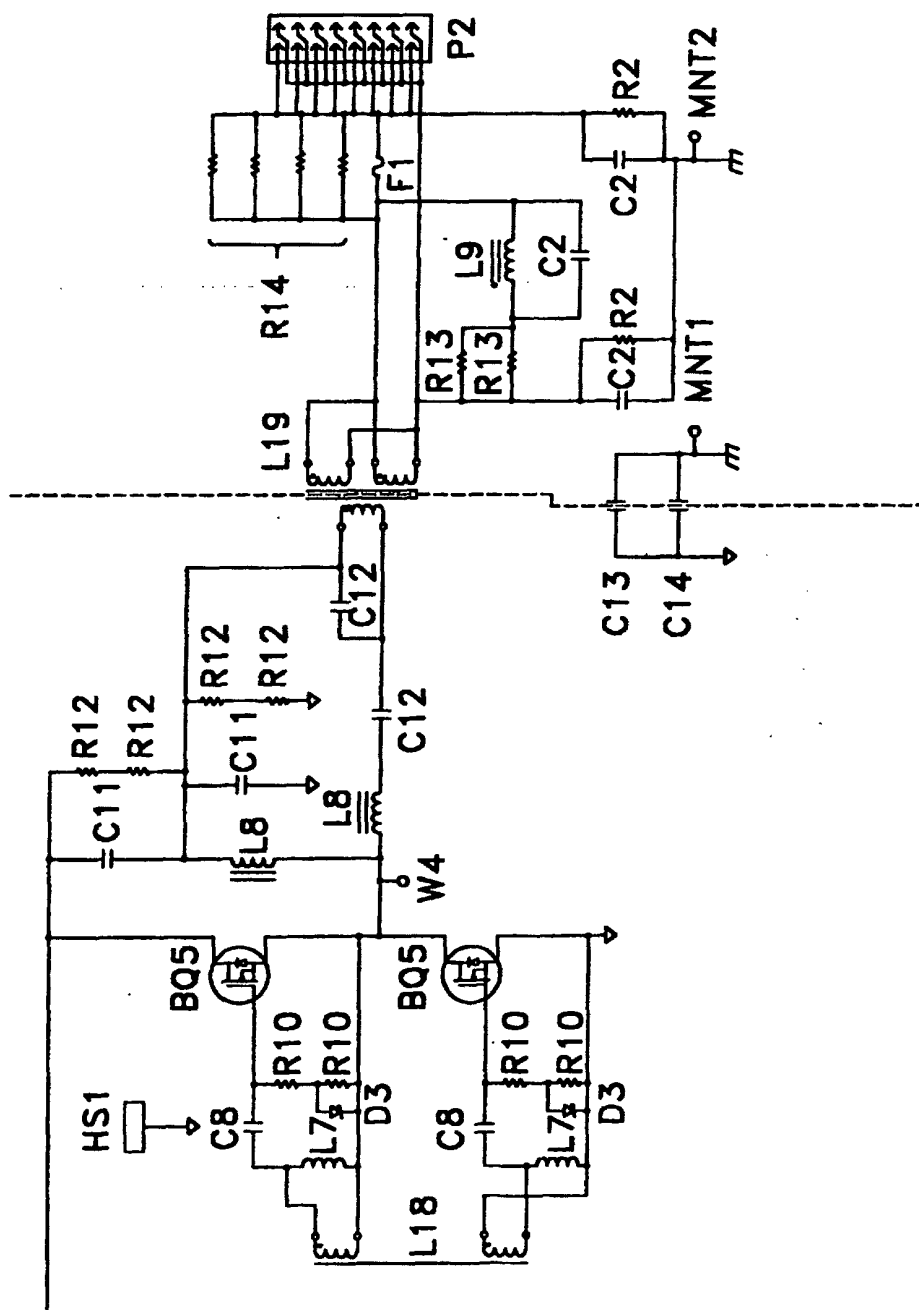 P2
R14
F1
L9
C2
C2
R2
MNT2
R13
R13
R2
C2
MNT1
L19
C13
C14
C12
R12
R12
R12
R12
C11
C11
C12
L8
L8
W4
BQ5
BQ5
HS1
C8
R10
R10
L7
D3
C8
R10
R10
L7
D3
L18